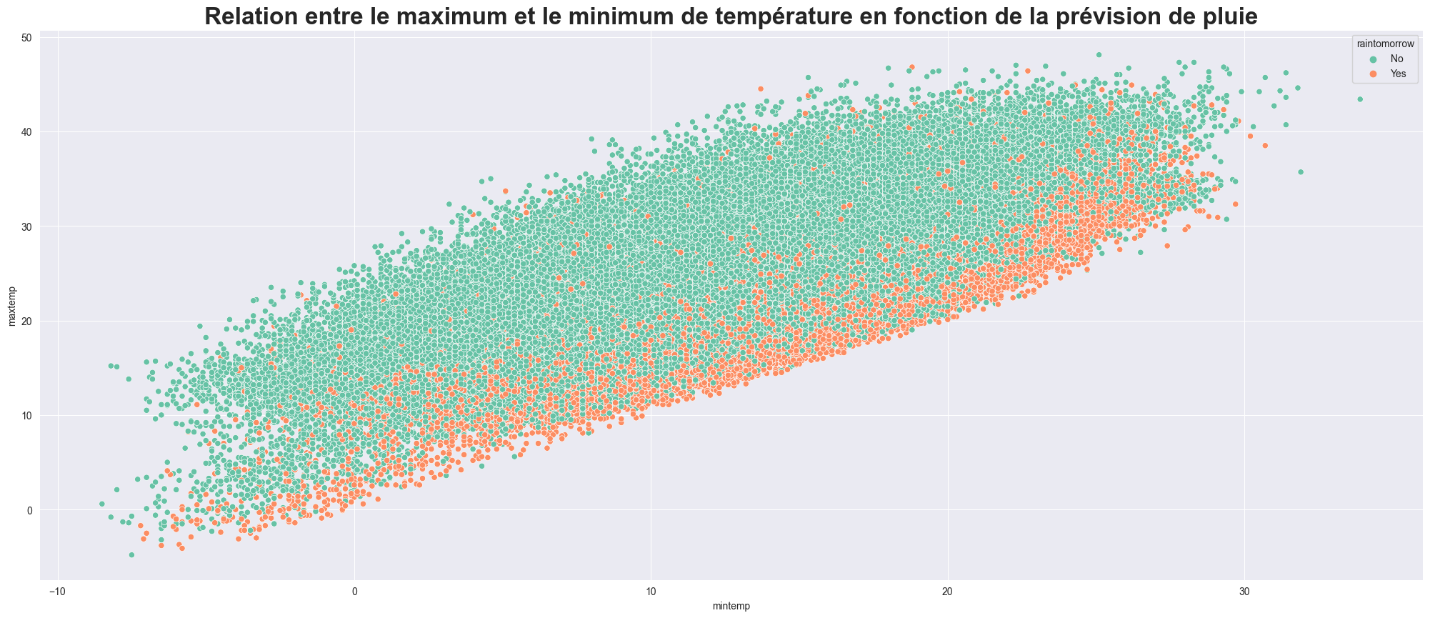 Relation entre le maximum et le minimum de température en fonction de la prévision de pluie
raintomorrow
No
Yes
50
40
30
20
10
0
maxtemp
−10
0
10
20
30
mintemp